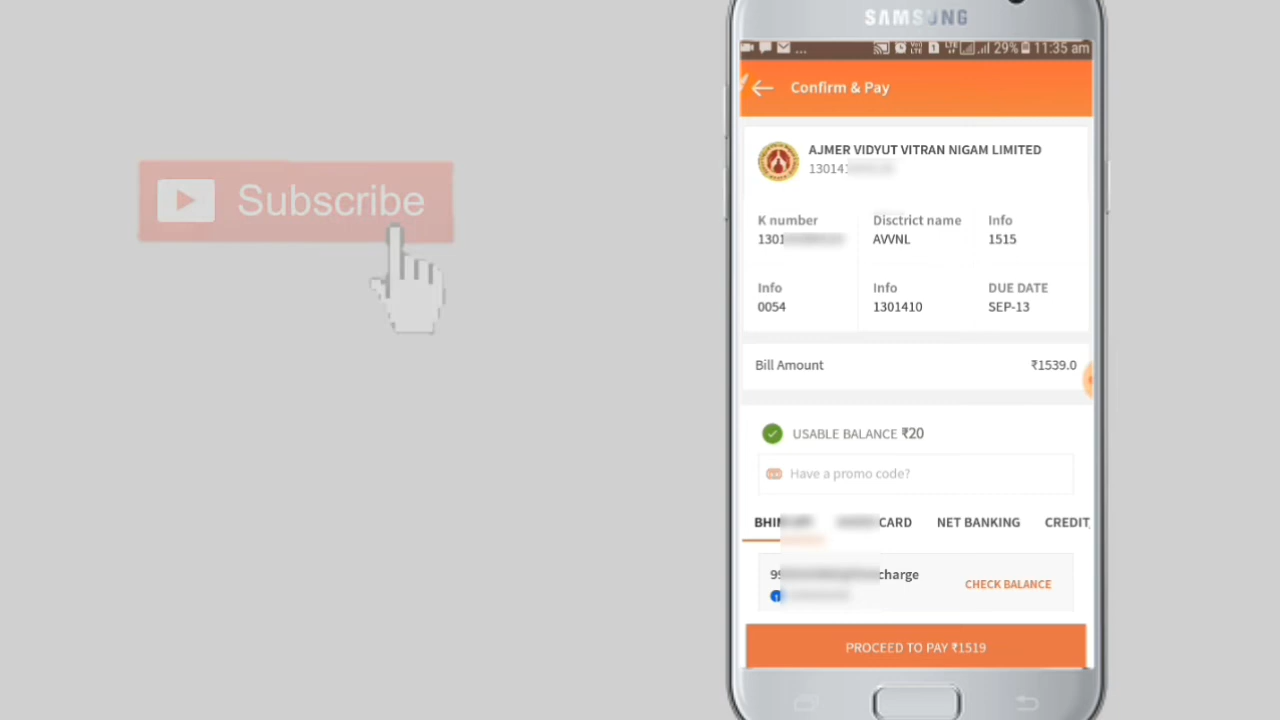 SAMSUNG
... 29% 11:35 am
Confirm & Pay
Subscribe
AJMER VIDYUT VITRAN NIGAM LIMITED
13014
K number Disctrict name Info
1301 AVVNL 1515
Info Info DUE DATE
0054 1301410 SEP-13
Bill Amount ₹1539.0
USABLE BALANCE ₹20
Have a promo code?
CARD NET BANKING CREDIT
charge
CHECK BALANCE
PROCEED TO PAY ₹1519